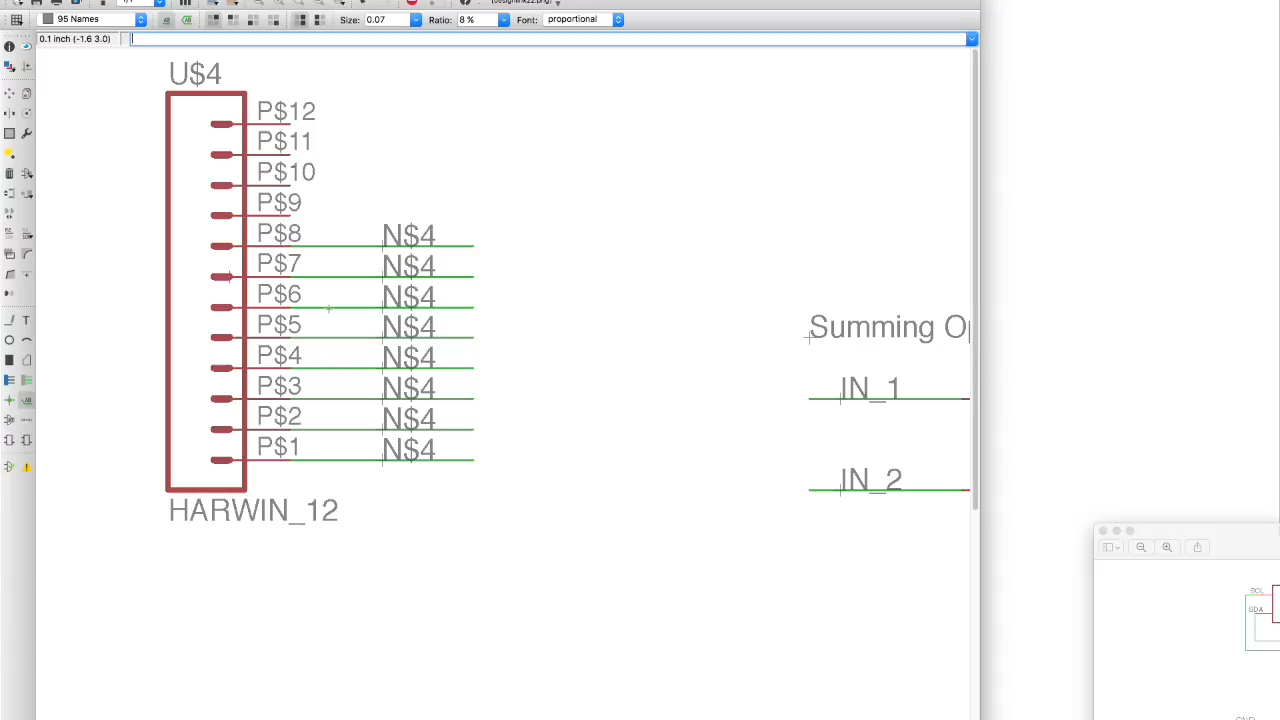 95 Names
Size: 0.07
Ratio: 8 %
Font: proportional
0.1 inch (-1.6 3.0)
U$4
P$12
P$11
P$10
P$9
P$8 N$4
P$7 N$4
P$6 N$4
P$5 N$4
P$4 N$4
P$3 N$4
P$2 N$4
P$1 N$4
HARWIN_12
Summing Op
IN_1
IN_2
SCL
SDA